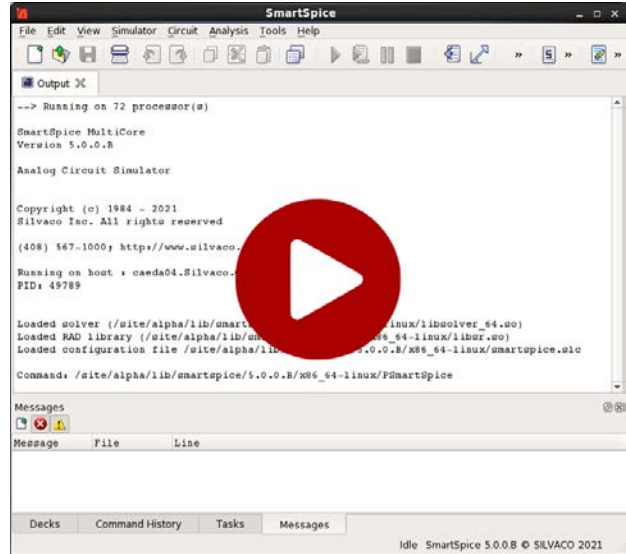 SmartSpice
File Edit View Simulator Circuit Analysis Tools Help
» S » »
Output
--> Running on 72 processor(s)
SmartSpice MultiCore
Version 5.0.0.B
Analog Circuit Simulator
Copyright (c) 1984 - 2021
Silvaco Inc. All rights reserved
(408) 567-1000; http://www.silvaco.
Running on host : caeda04.Silvaco.
PID: 49789
Loaded solver (/site/alpha/lib/smart inux/libsolver_64.so)
Loaded RAD library (/site/alpha/lib/sm 86_64-linux/libsr.so)
Loaded configuration file /site/alpha/li .0.0.B/x86_64-linux/smartspice.slc
Command: /site/alpha/lib/smartspice/5.0.0.B/x86_64-linux/PSmartSpice
Messages
Message File Line
Decks Command History Tasks Messages
Idle SmartSpice 5.0.0.B © SILVACO 2021